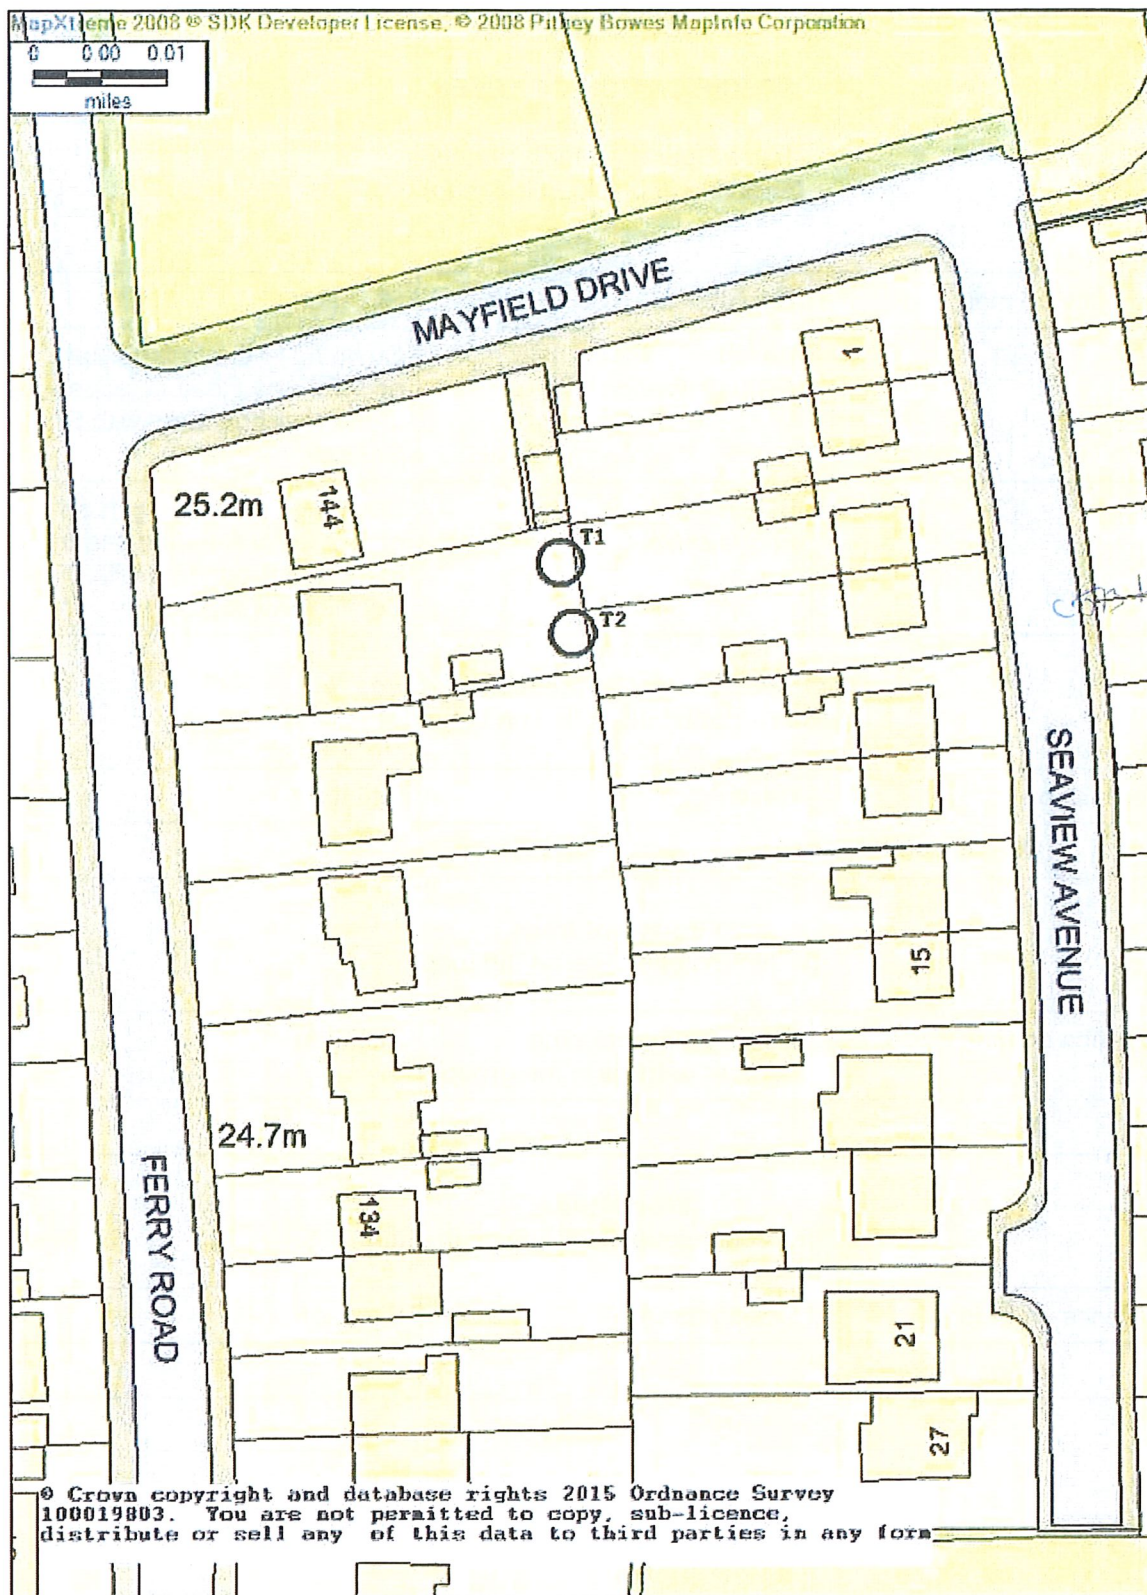 MapXtreme 2008 ® SDK Developer License, © 2008 Pitney Bowes MapInfo Corporation
0 0.00 0.01
miles
MAYFIELD DRIVE
1
144
25.2m
T1
T2
SEAVIEW AVENUE
15
24.7m
134
FERRY ROAD
21
27
© Crown copyright and database rights 2015 Ordnance Survey
100019803. You are not permitted to copy, sub-licence,
distribute or sell any of this data to third parties in any form